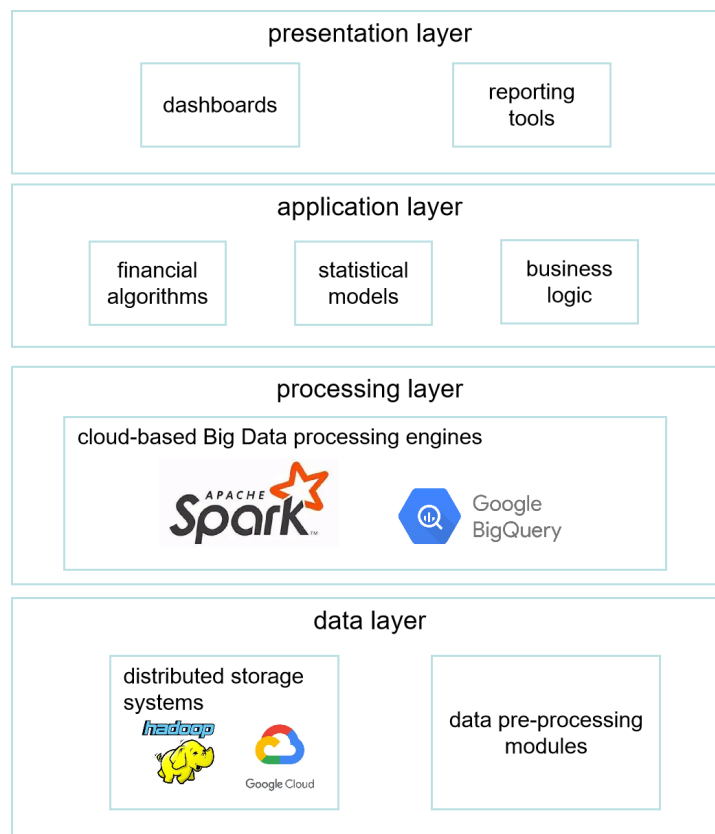 presentation layer
dashboards
reporting
tools
application layer
financial
algorithms
statistical
models
business
logic
processing layer
cloud-based Big Data processing engines
APACHE
Spark™
Google
BigQuery
data layer
distributed storage
systems
hadoop
Google Cloud
data pre-processing
modules